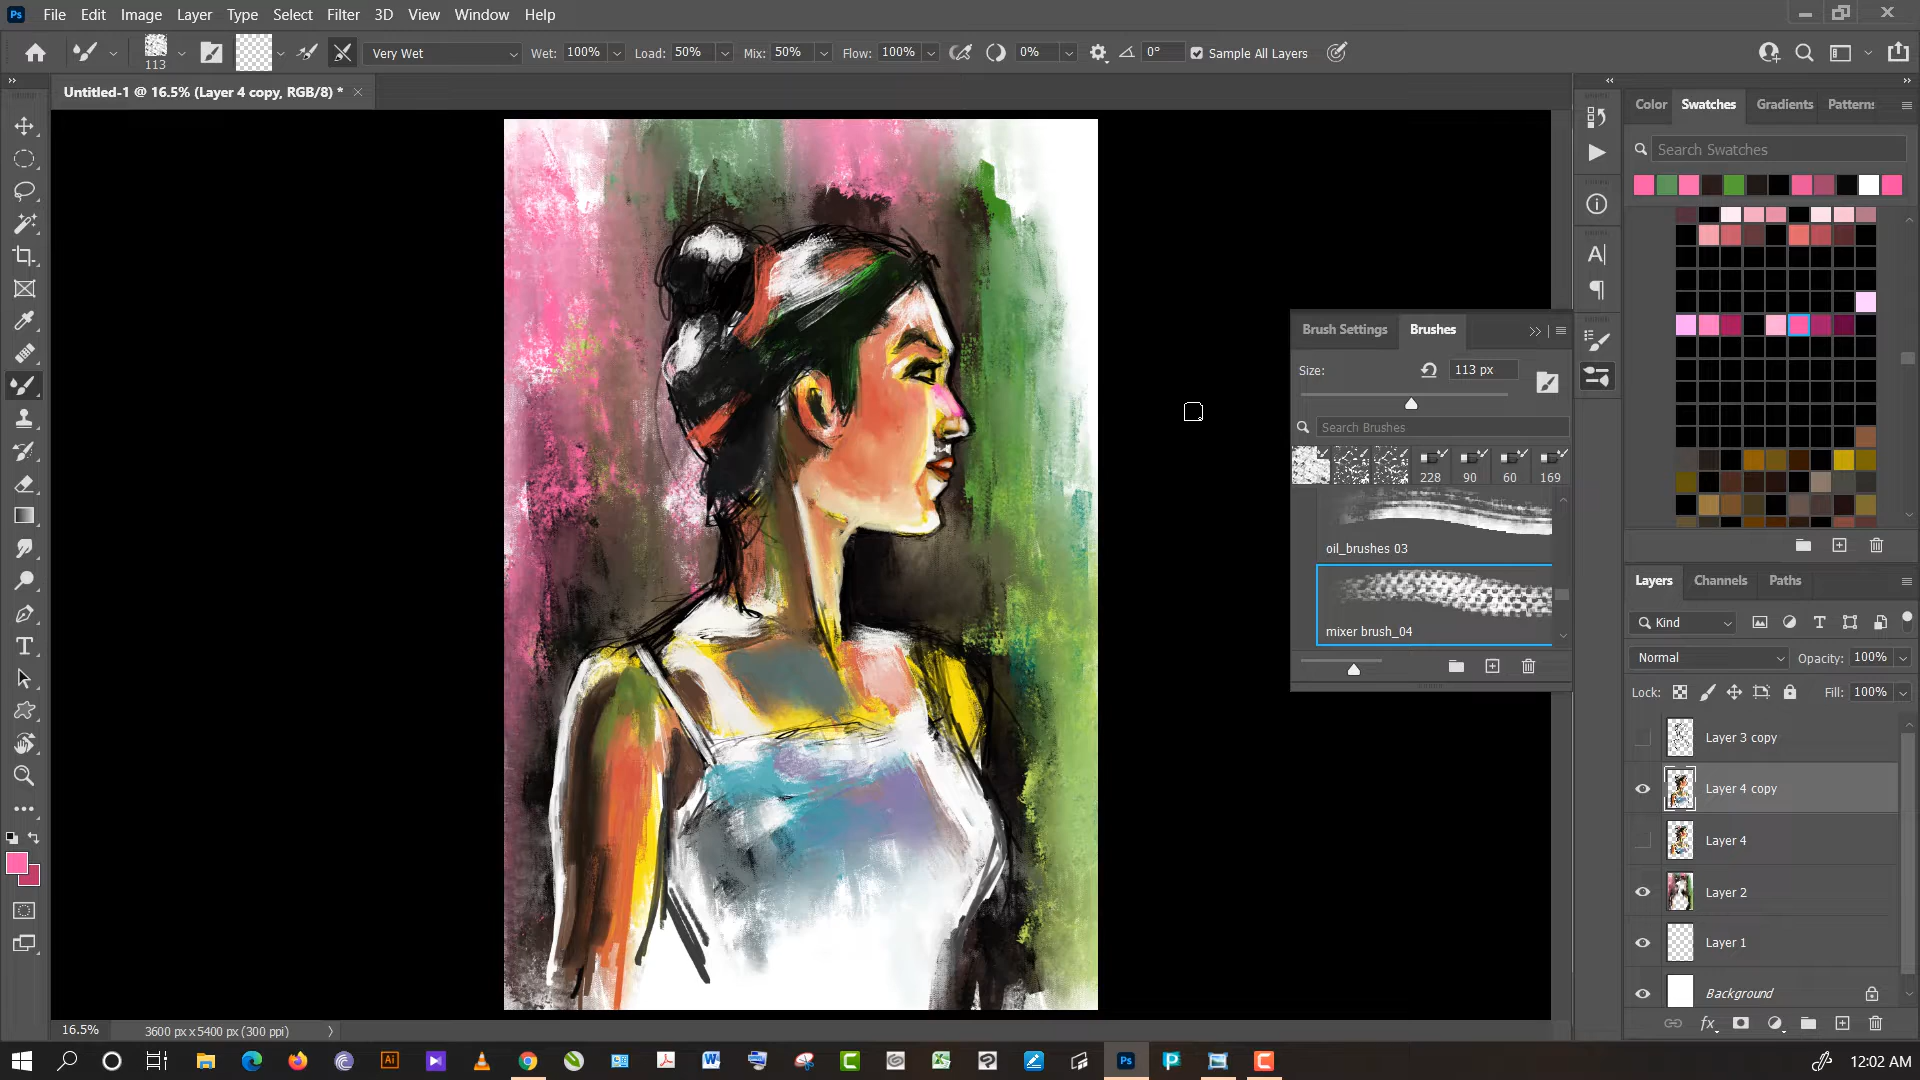 Ps File Edit Image Layer Type Select Filter 3D View Window Help
113 Very Wet Wet: 100% Load: 50% Mix: 50% Flow: 100% 0% 0° Sample All Layers
Untitled-1 @ 16.5% (Layer 4 copy, RGB/8) *
Color Swatches Gradients Patterns
Search Swatches
Brush Settings Brushes
Size: 113 px
Search Brushes
228 90 60 169
oil_brushes 03
mixer brush_04
Layers Channels Paths
Kind
Normal Opacity: 100%
Lock: Fill: 100%
Layer 3 copy
Layer 4 copy
Layer 4
Layer 2
Layer 1
Background
fx
16.5% 3600 px x 5400 px (300 ppi)
Ai Ps 12:02 AM